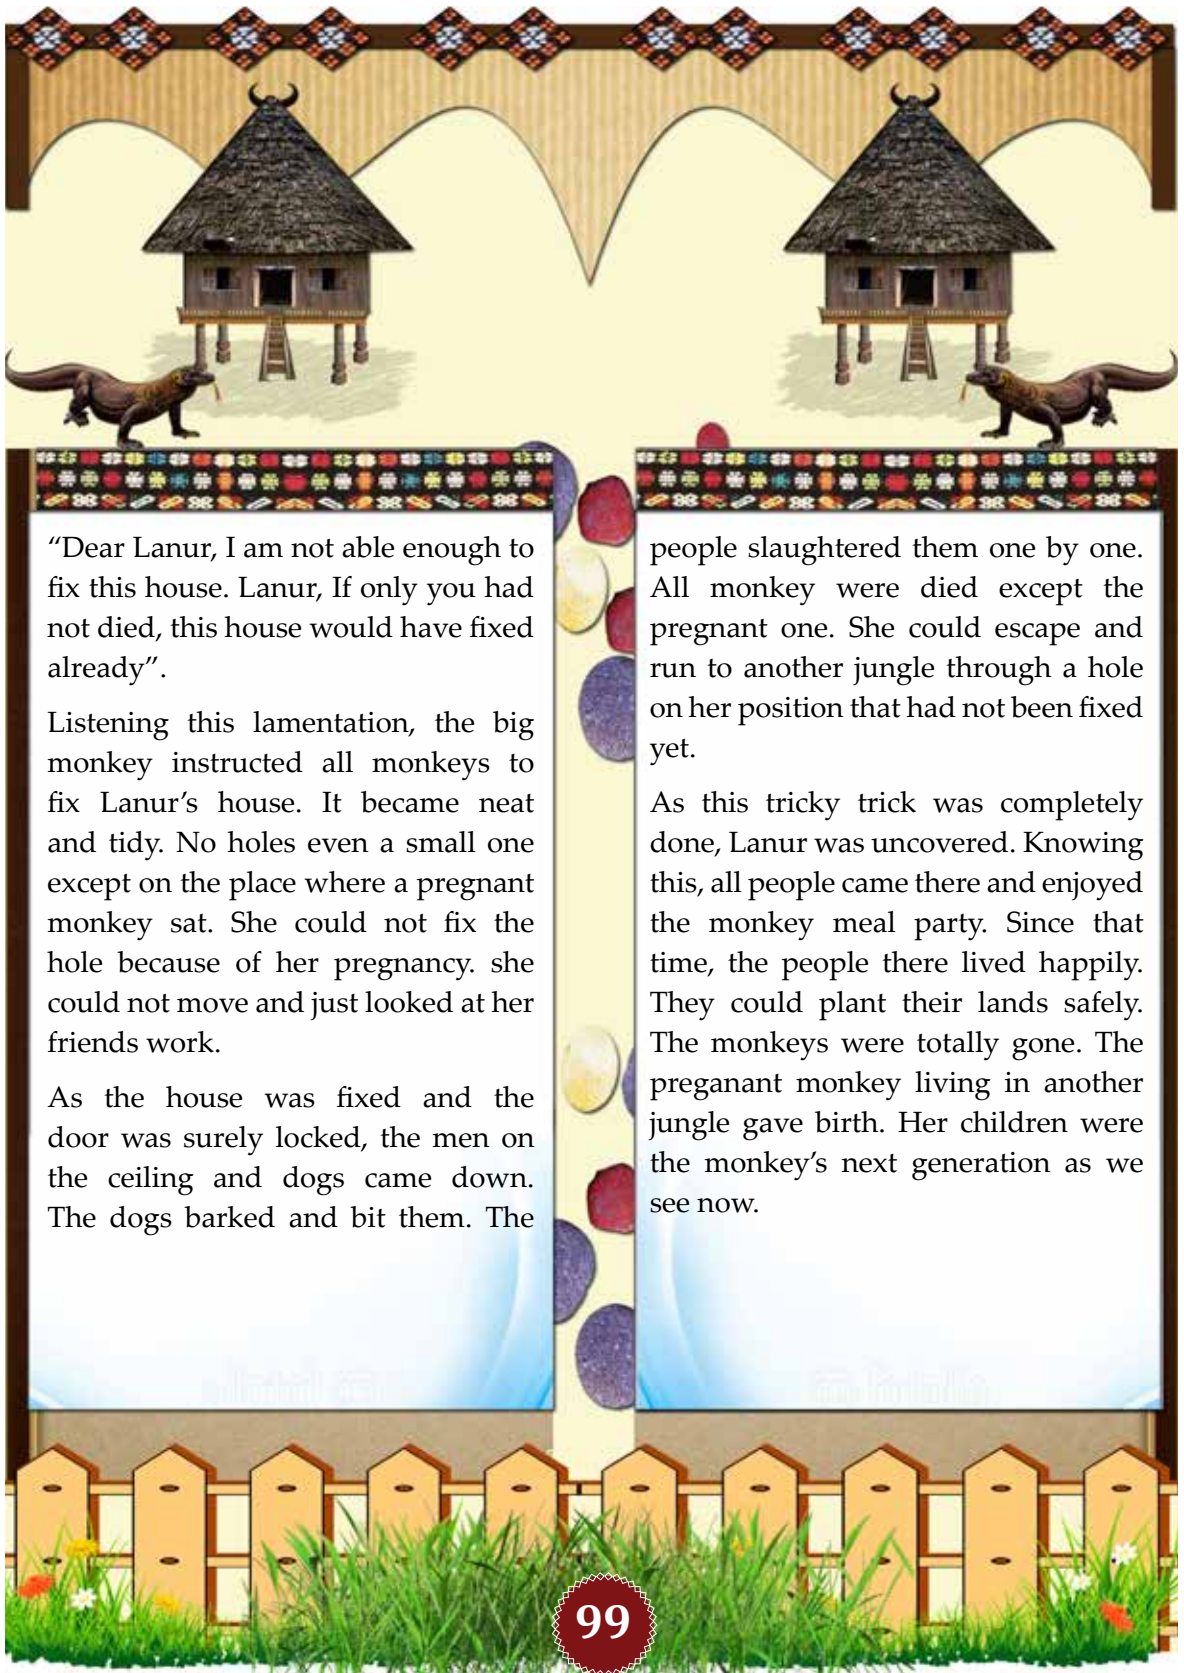 “Dear Lanur, I am not able enough to
fix this house. Lanur, If only you had
not died, this house would have fixed
already”.
Listening this lamentation, the big
monkey instructed all monkeys to
fix Lanur’s house. It became neat
and tidy. No holes even a small one
except on the place where a pregnant
monkey sat. She could not fix the
hole because of her pregnancy. she
could not move and just looked at her
friends work.
As the house was fixed and the
door was surely locked, the men on
the ceiling and dogs came down.
The dogs barked and bit them. The
people slaughtered them one by one.
All monkey were died except the
pregnant one. She could escape and
run to another jungle through a hole
on her position that had not been fixed
yet.
As this tricky trick was completely
done, Lanur was uncovered. Knowing
this, all people came there and enjoyed
the monkey meal party. Since that
time, the people there lived happily.
They could plant their lands safely.
The monkeys were totally gone. The
preganant monkey living in another
jungle gave birth. Her children were
the monkey’s next generation as we
see now.
99